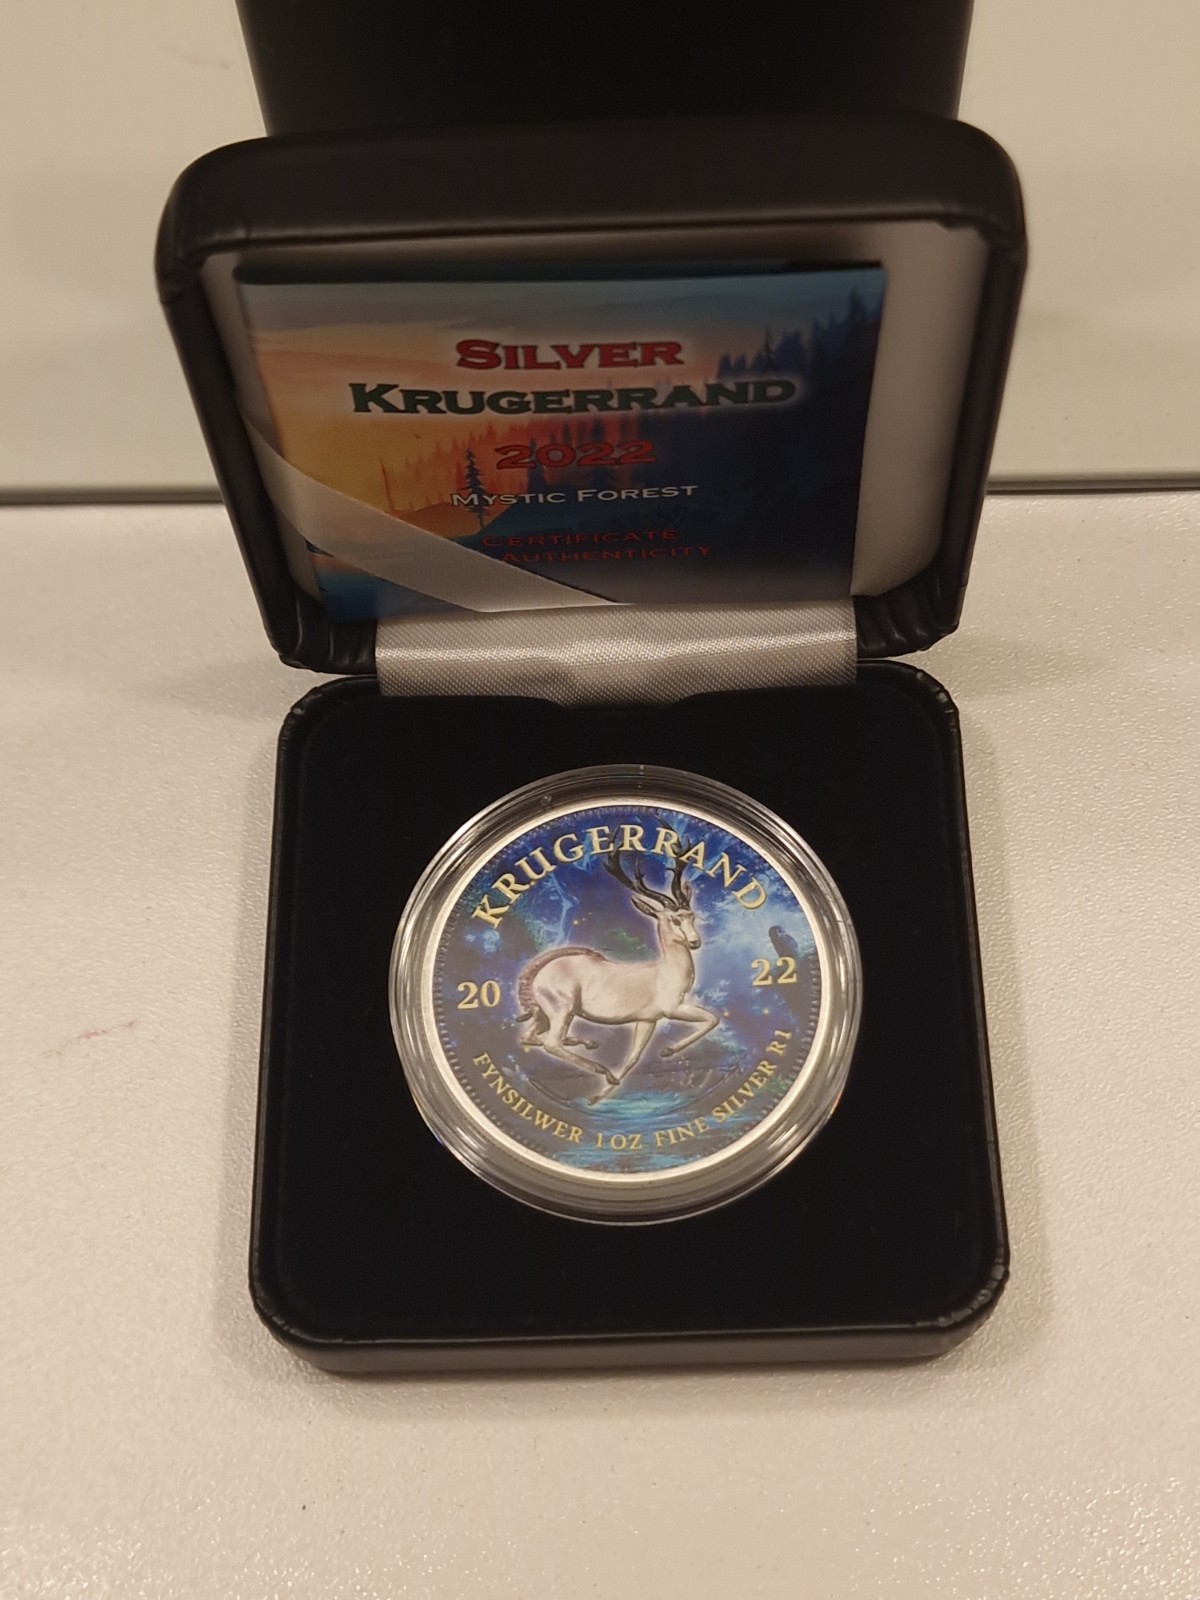 SILVER
KRUGERRAND
2022
MYSTIC FOREST
CERTIFICATE
AUTHENTICITY
KRUGERRAND
20 22
FYNSILWER 1 OZ FINE SILVER R1